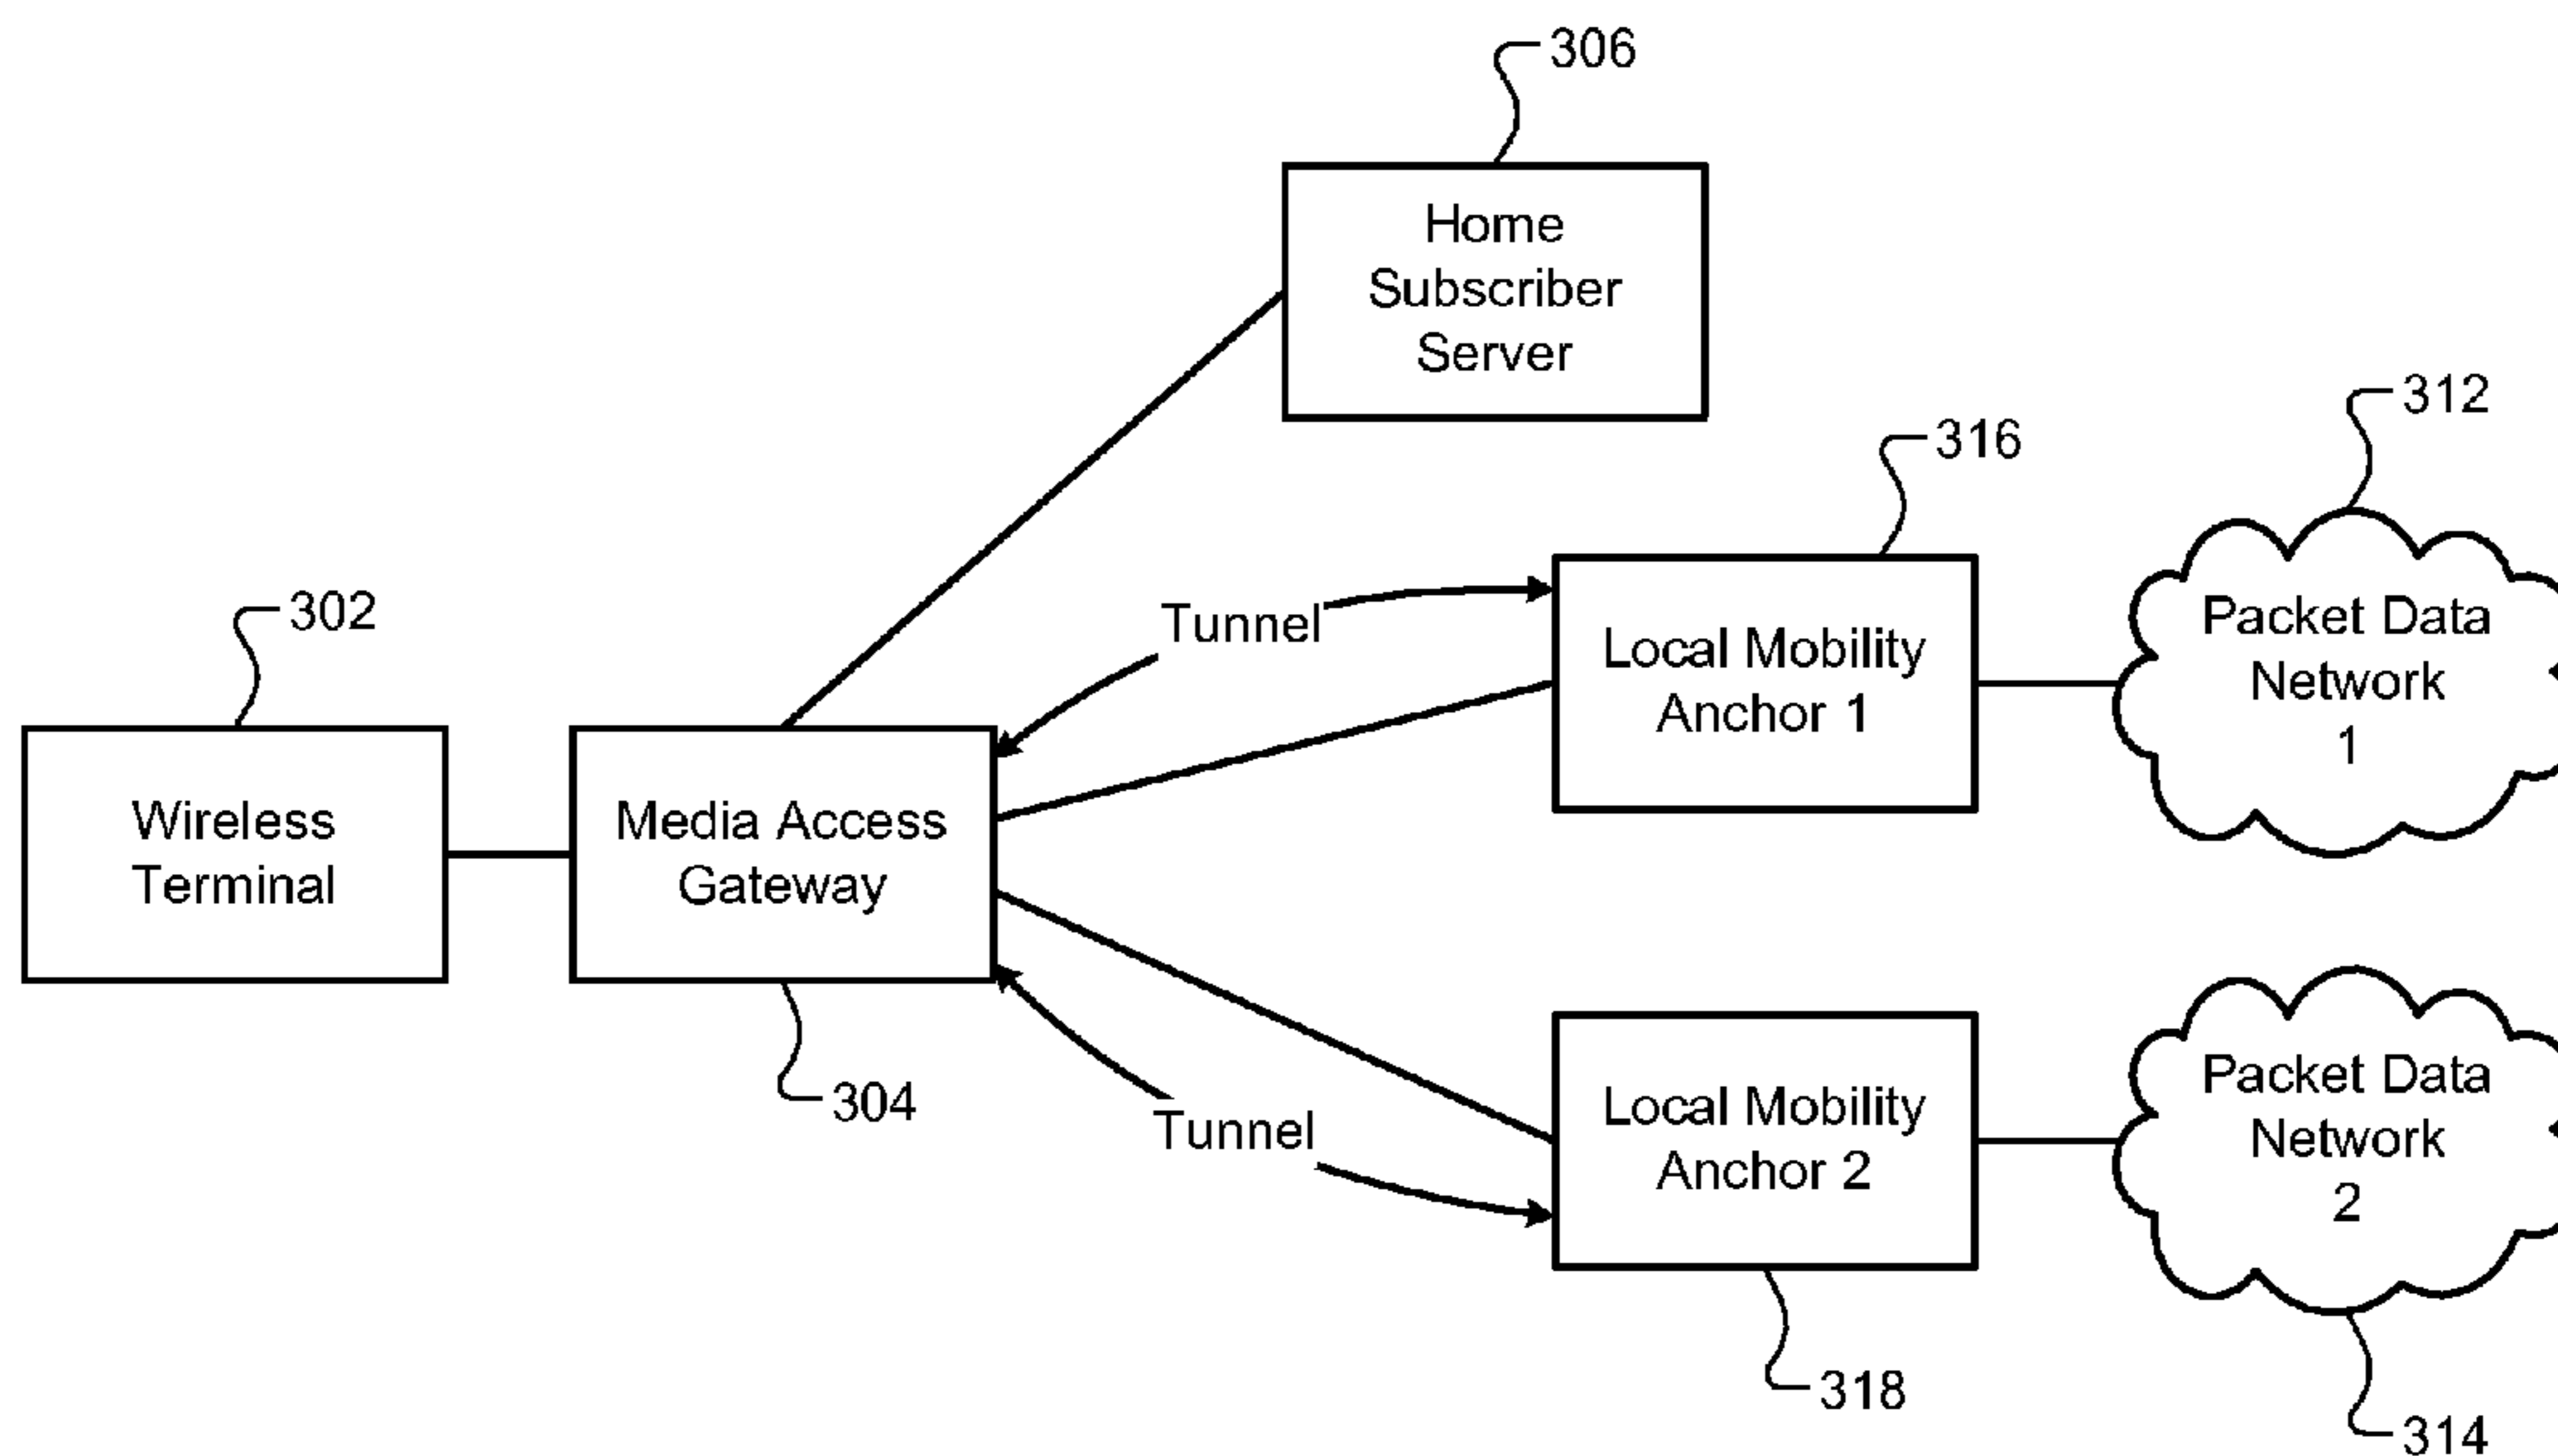 306
Home
Subscriber
Server
312
316
Packet Data
Network
1
Tunnel
Local Mobility
Anchor 1
302
Wireless
Terminal
Media Access
Gateway
304
Tunnel
Local Mobility
Anchor 2
Packet Data
Network
2
318
314